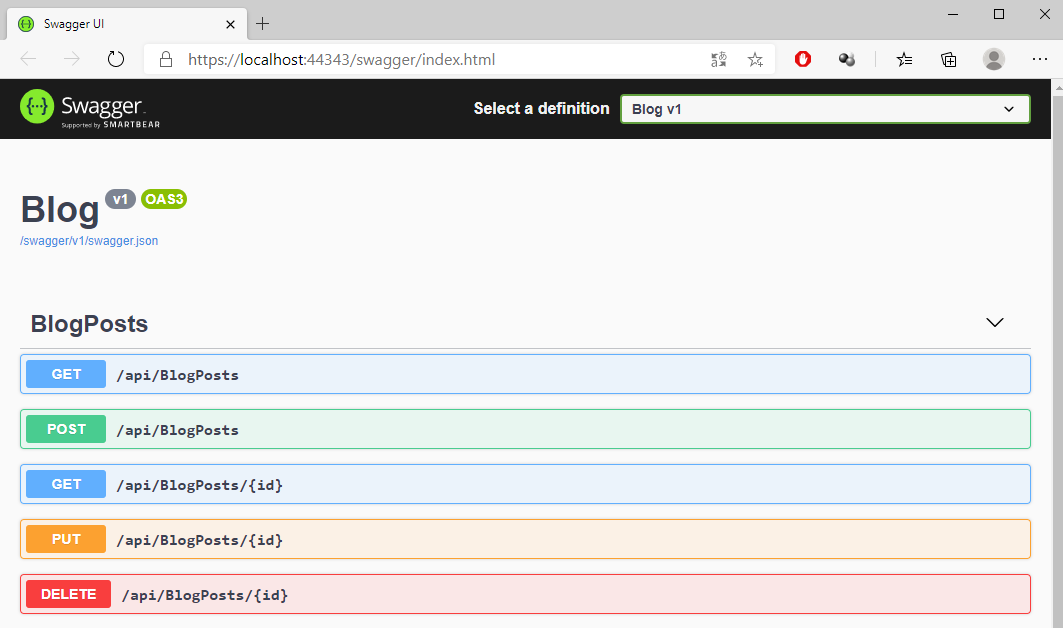 Swagger UI
https://localhost:44343/swagger/index.html
Swagger.
Supported by SMARTBEAR
Select a definition
Blog v1
Blog v1 OAS3
/swagger/v1/swagger.json
BlogPosts
GET /api/BlogPosts
POST /api/BlogPosts
GET /api/BlogPosts/{id}
PUT /api/BlogPosts/{id}
DELETE /api/BlogPosts/{id}